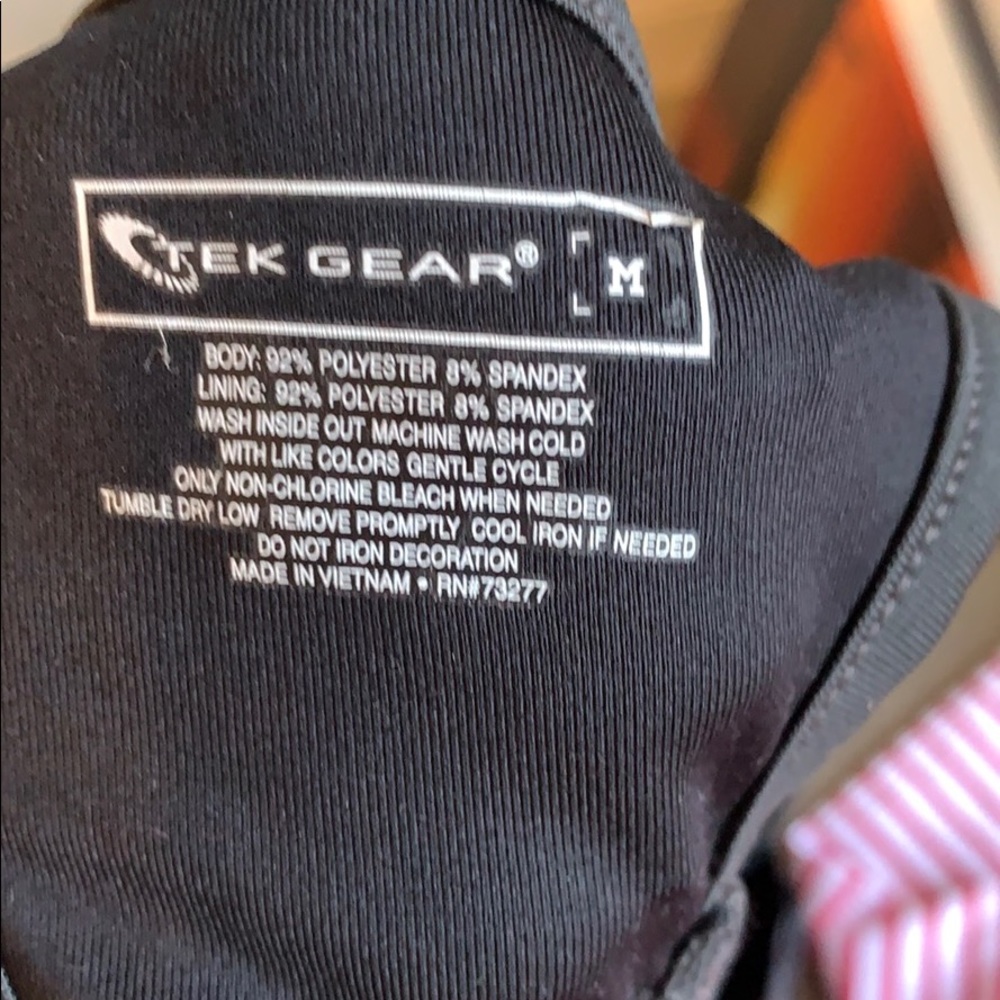 TEK GEAR® M
BODY: 92% POLYESTER 8% SPANDEX
LINING: 92% POLYESTER 8% SPANDEX
WASH INSIDE OUT MACHINE WASH COLD
WITH LIKE COLORS GENTLE CYCLE
ONLY NON-CHLORINE BLEACH WHEN NEEDED
TUMBLE DRY LOW REMOVE PROMPTLY COOL IRON IF NEEDED
DO NOT IRON DECORATION
MADE IN VIETNAM • RN#73277